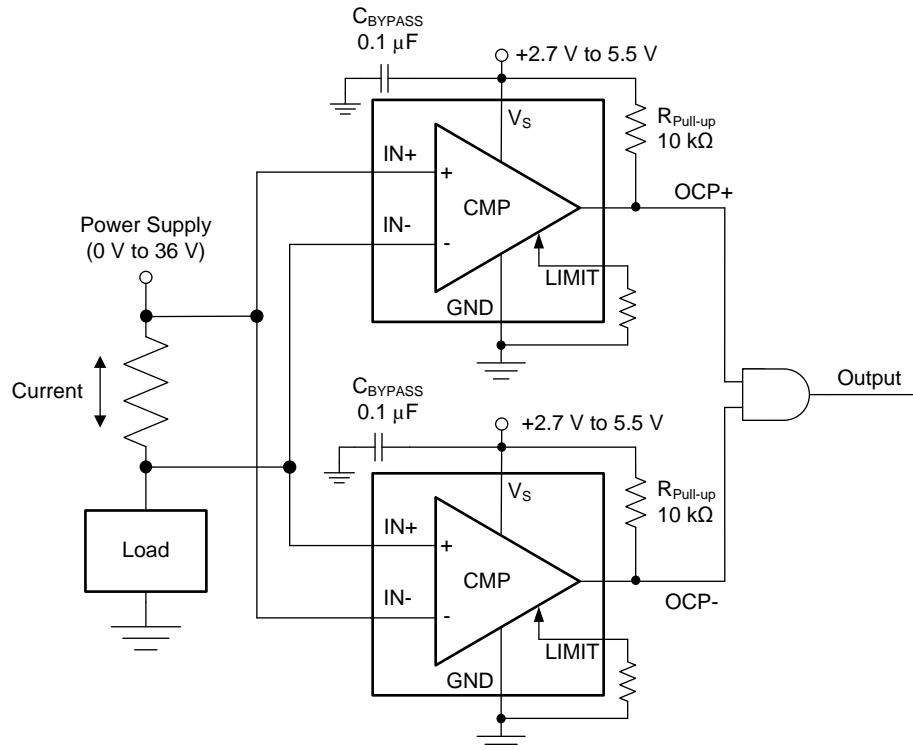 CBYPASS
0.1 μF
+2.7 V to 5.5 V
VS
RPull-up
10 kΩ
IN+
+
CMP
OCP+
IN-
-
LIMIT
GND
Power Supply
(0 V to 36 V)
Current
Load
Output
CBYPASS
0.1 μF
+2.7 V to 5.5 V
VS
RPull-up
10 kΩ
IN+
+
CMP
IN-
-
OCP-
LIMIT
GND